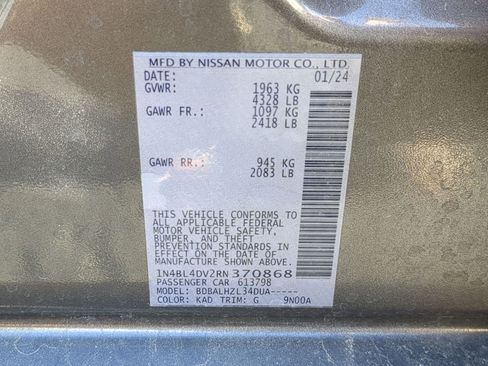 MFD BY NISSAN MOTOR CO., LTD.
DATE: 01/24
GVWR: 1963 KG
4328 LB
GAWR FR.: 1097 KG
2418 LB
GAWR RR.: 945 KG
2083 LB
THIS VEHICLE CONFORMS TO
ALL APPLICABLE FEDERAL
MOTOR VEHICLE SAFETY,
BUMPER, AND THEFT
PREVENTION STANDARDS IN
EFFECT ON THE DATE OF
MANUFACTURE SHOWN ABOVE.
1N4BL4DV2RN370868
PASSENGER CAR 613798
MODEL: BDBALHZL34DUA-----
COLOR: KAD TRIM: G 9N00A